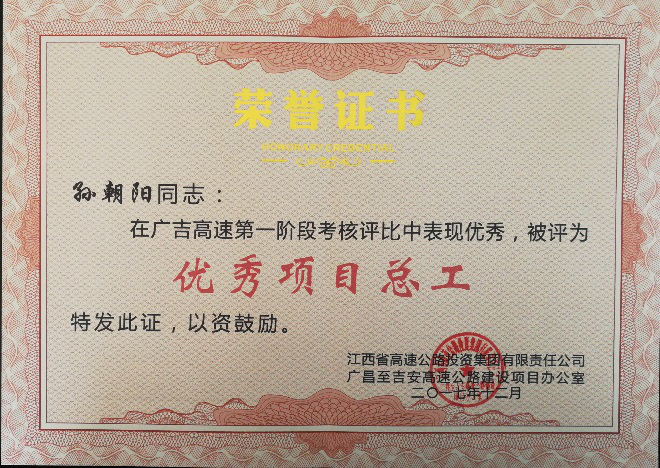 荣誉证书
HONORARY CREDENTIAL
孙朝阳同志：
在广吉高速第一阶段考核评比中表现优秀，被评为
优秀项目总工
特发此证，以资鼓励。
江西省高速公路投资集团有限责任公司
广昌至吉安高速公路建设项目办公室
二〇一七年十二月